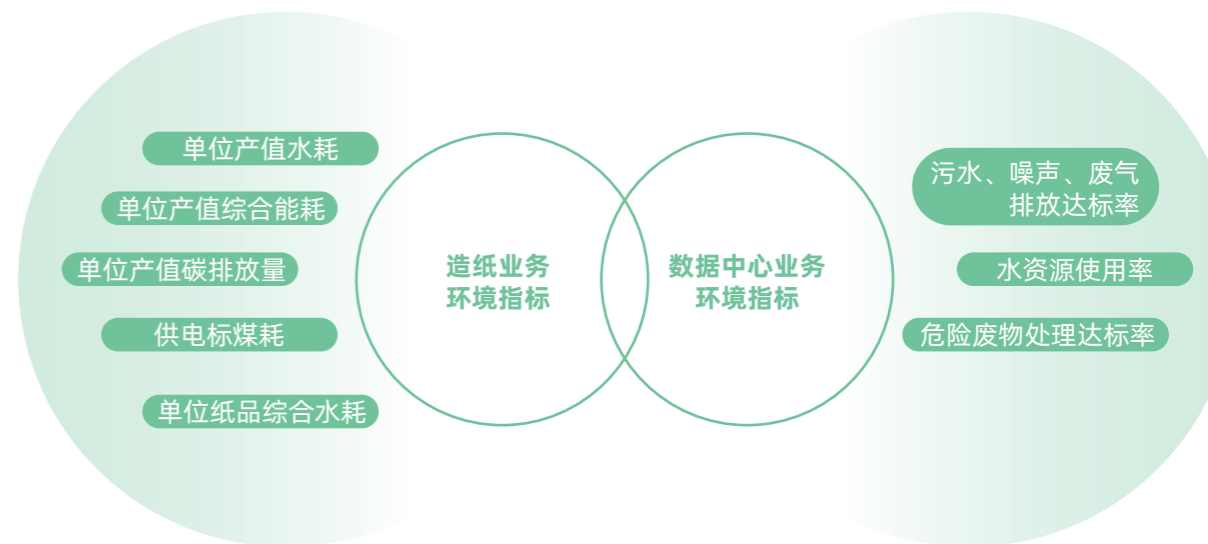 单位产值水耗
单位产值综合能耗
单位产值碳排放量
供电标煤耗
单位纸品综合水耗
造纸业务
环境指标
数据中心业务
环境指标
污水、噪声、废气
排放达标率
水资源使用率
危险废物处理达标率